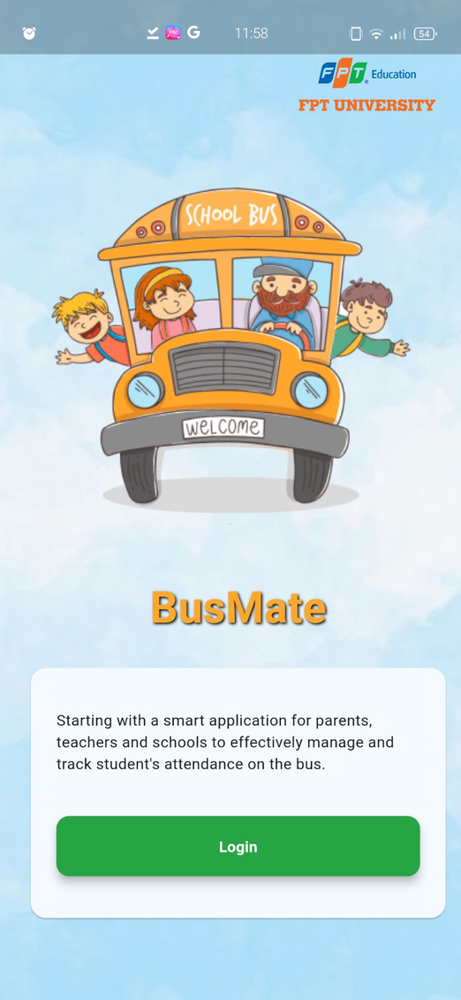 11:58
54
FPT Education
FPT UNIVERSITY
SCHOOL BUS
WELCOME
BusMate
Starting with a smart application for parents,
teachers and schools to effectively manage and
track student's attendance on the bus.
Login